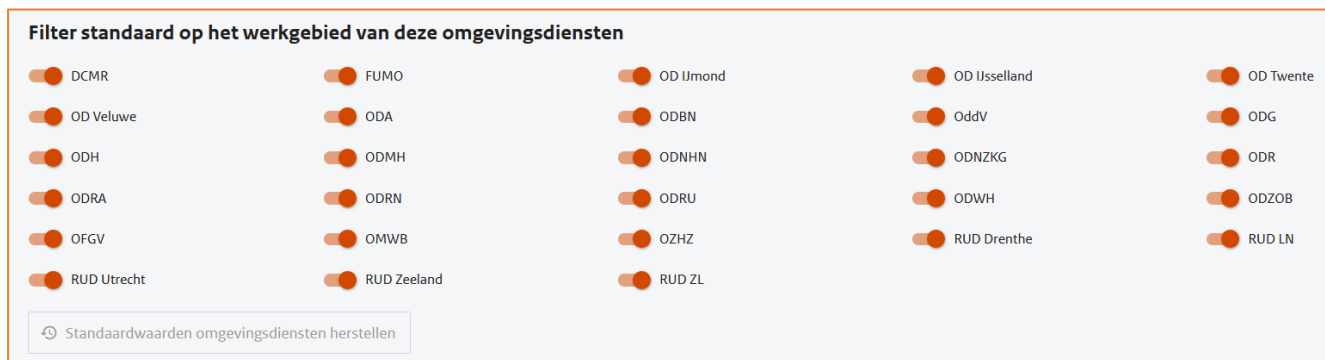 Filter standaard op het werkgebied van deze omgevingsdiensten
DCMR FUMO OD IJmond OD IJsselland OD Twente
OD Veluwe ODA ODBN OddV ODG
ODH ODMH ODNHN ODNZKG ODR
ODRA ODRN ODRU ODWH ODZOB
OFGV OMWB OZHZ RUD Drenthe RUD LN
RUD Utrecht RUD Zeeland RUD ZL
Standaardwaarden omgevingsdiensten herstellen